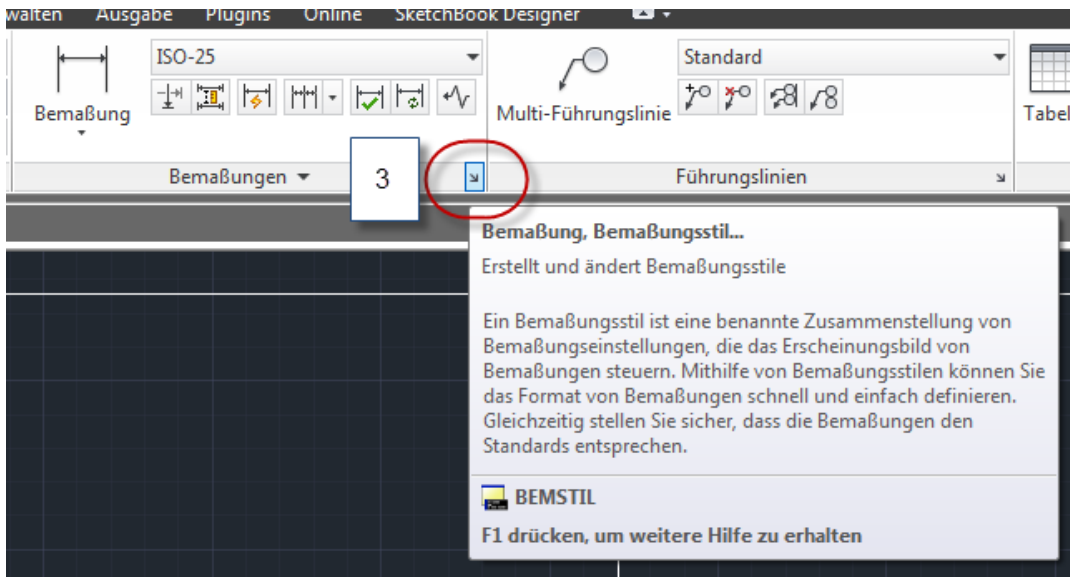 walten Ausgabe Plugins Online SketchBook Designer
ISO-25
Standard
Bemaßung
Multi-Führungslinie
Tabel
Bemaßungen
3
Führungslinien
Bemaßung, Bemaßungsstil...
Erstellt und ändert Bemaßungsstile
Ein Bemaßungsstil ist eine benannte Zusammenstellung von
Bemaßungseinstellungen, die das Erscheinungsbild von
Bemaßungen steuern. Mithilfe von Bemaßungsstilen können Sie
das Format von Bemaßungen schnell und einfach definieren.
Gleichzeitig stellen Sie sicher, dass die Bemaßungen den
Standards entsprechen.
BEMSTIL
F1 drücken, um weitere Hilfe zu erhalten